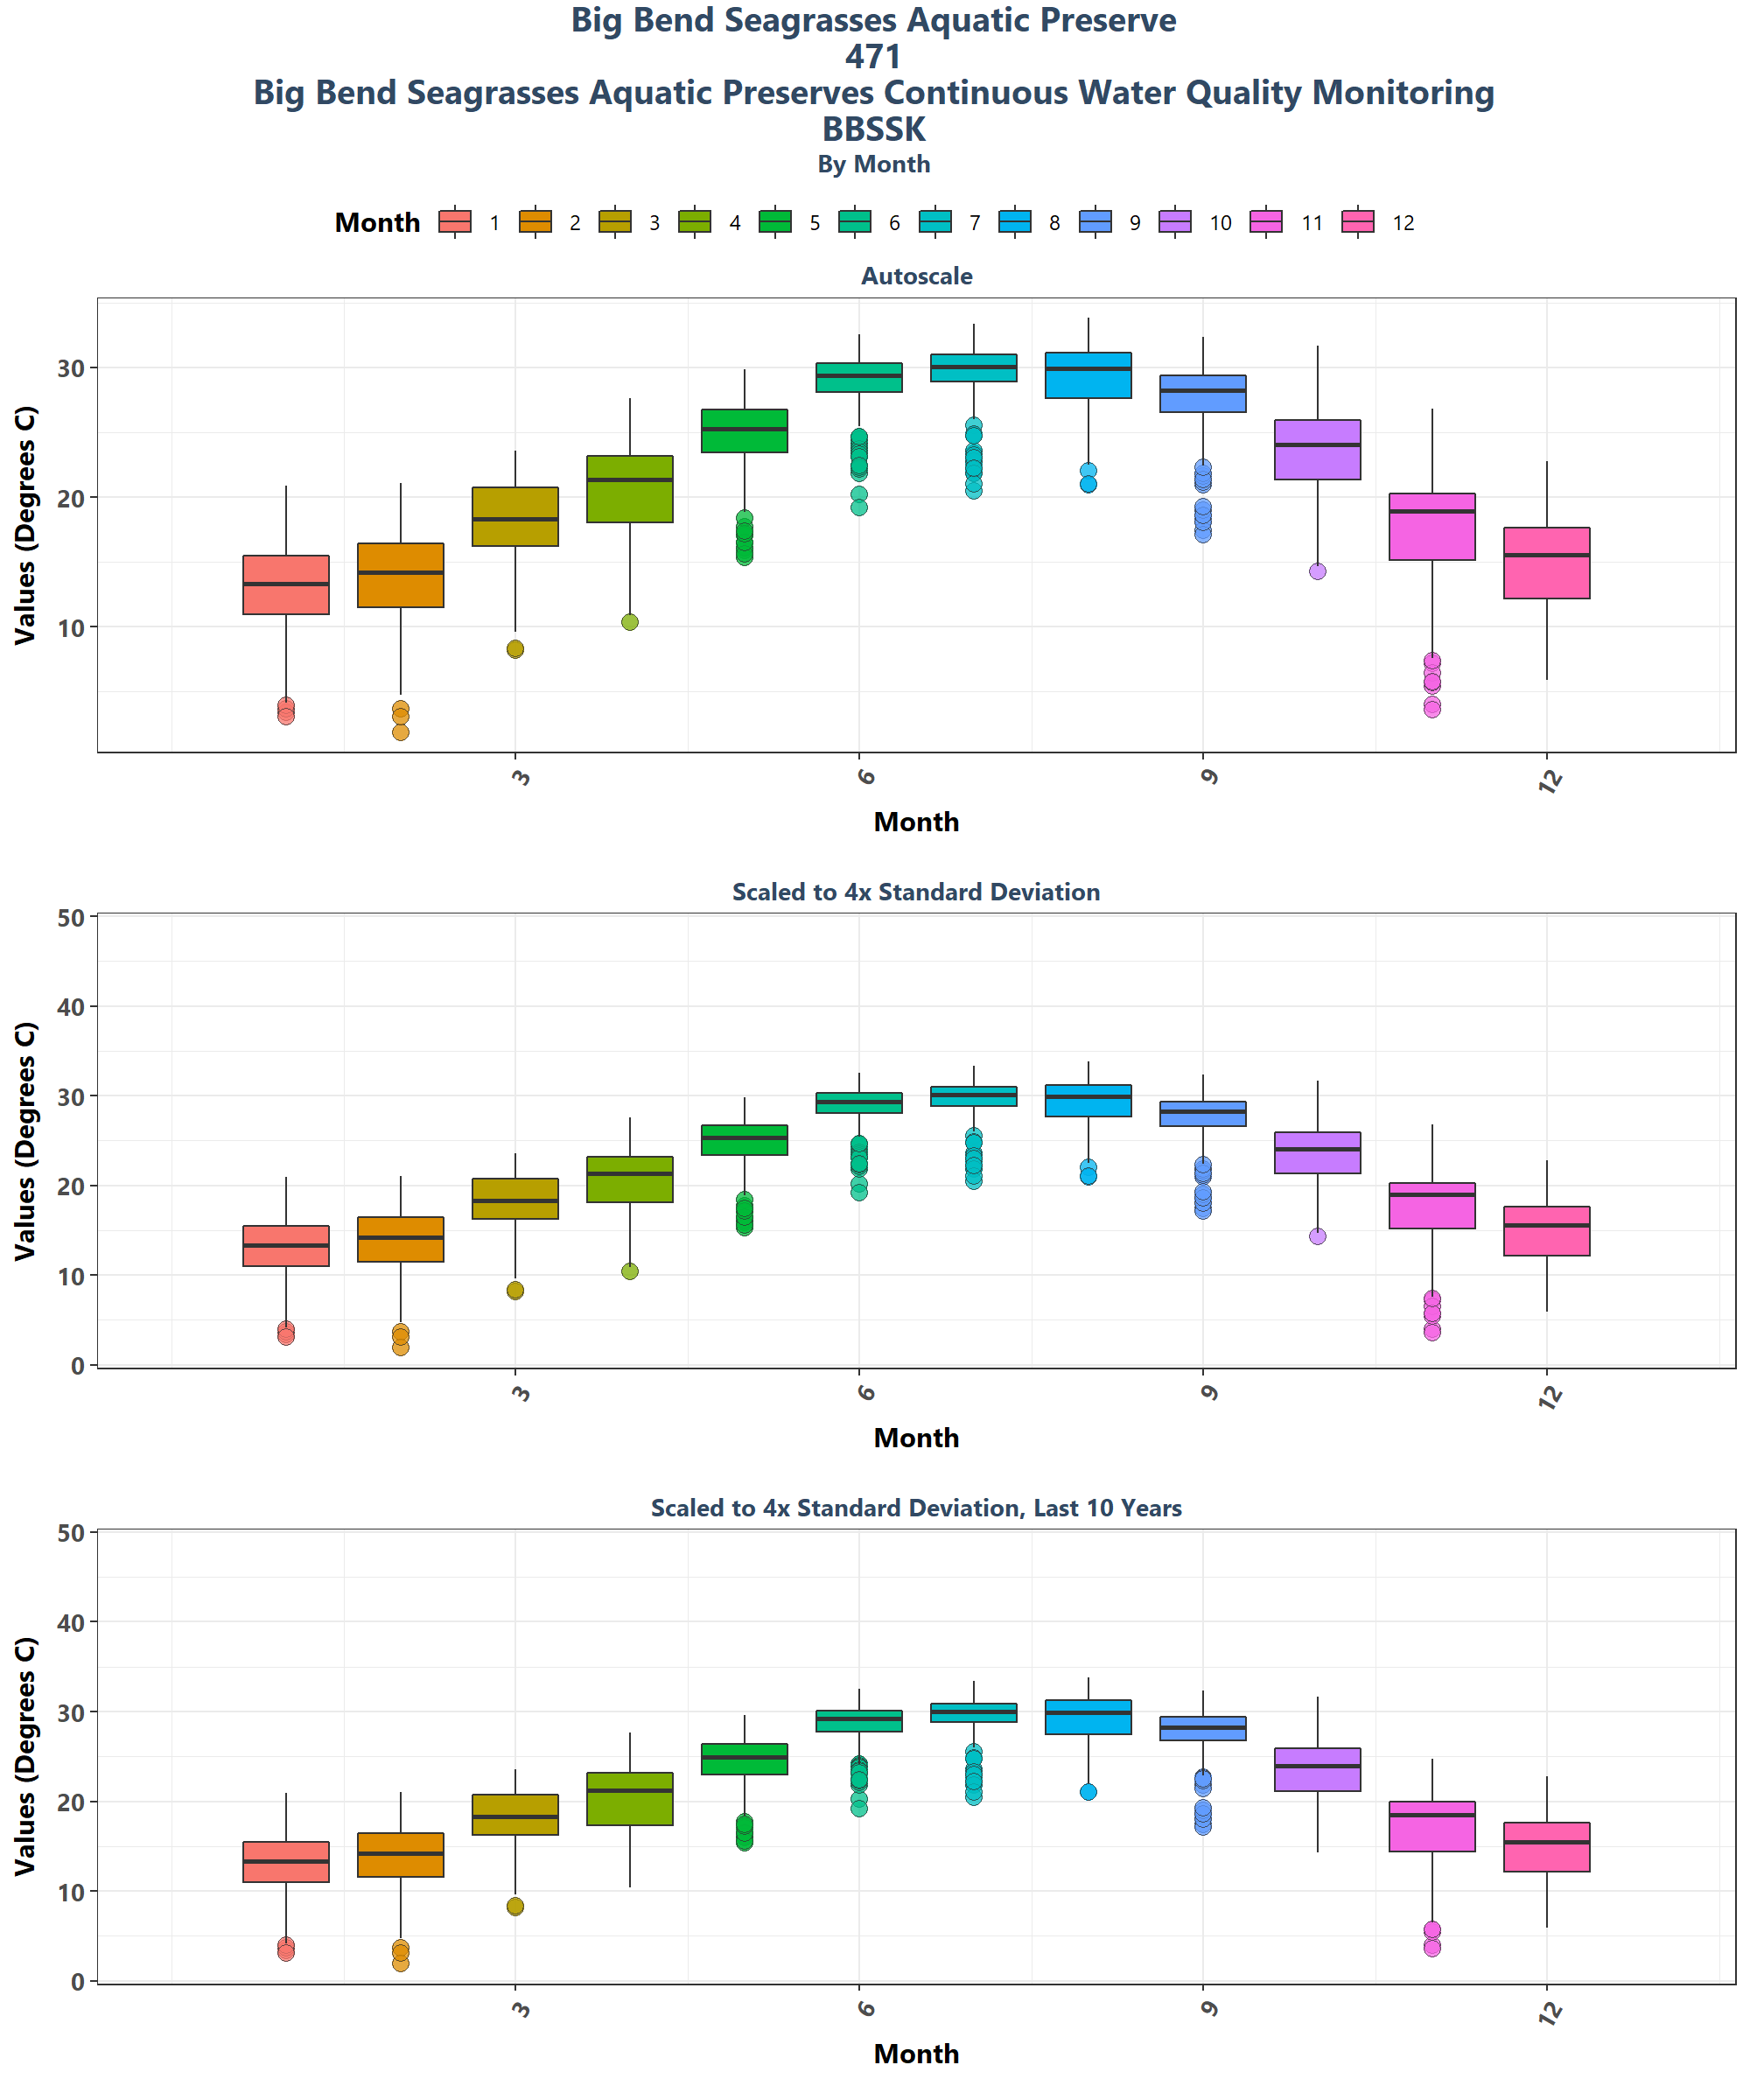 Big Bend Seagrasses Aquatic Preserve
471
Big Bend Seagrasses Aquatic Preserves Continuous Water Quality Monitoring
BBSSK
By Month
Month 1 2 3 4 5 6 7 8 9 10 11 12
Autoscale
Values (Degrees C)
30
20
10
3 6 9 12
Month
Scaled to 4x Standard Deviation
Values (Degrees C)
50
40
30
20
10
0
3 6 9 12
Month
Scaled to 4x Standard Deviation, Last 10 Years
Values (Degrees C)
50
40
30
20
10
0
3 6 9 12
Month